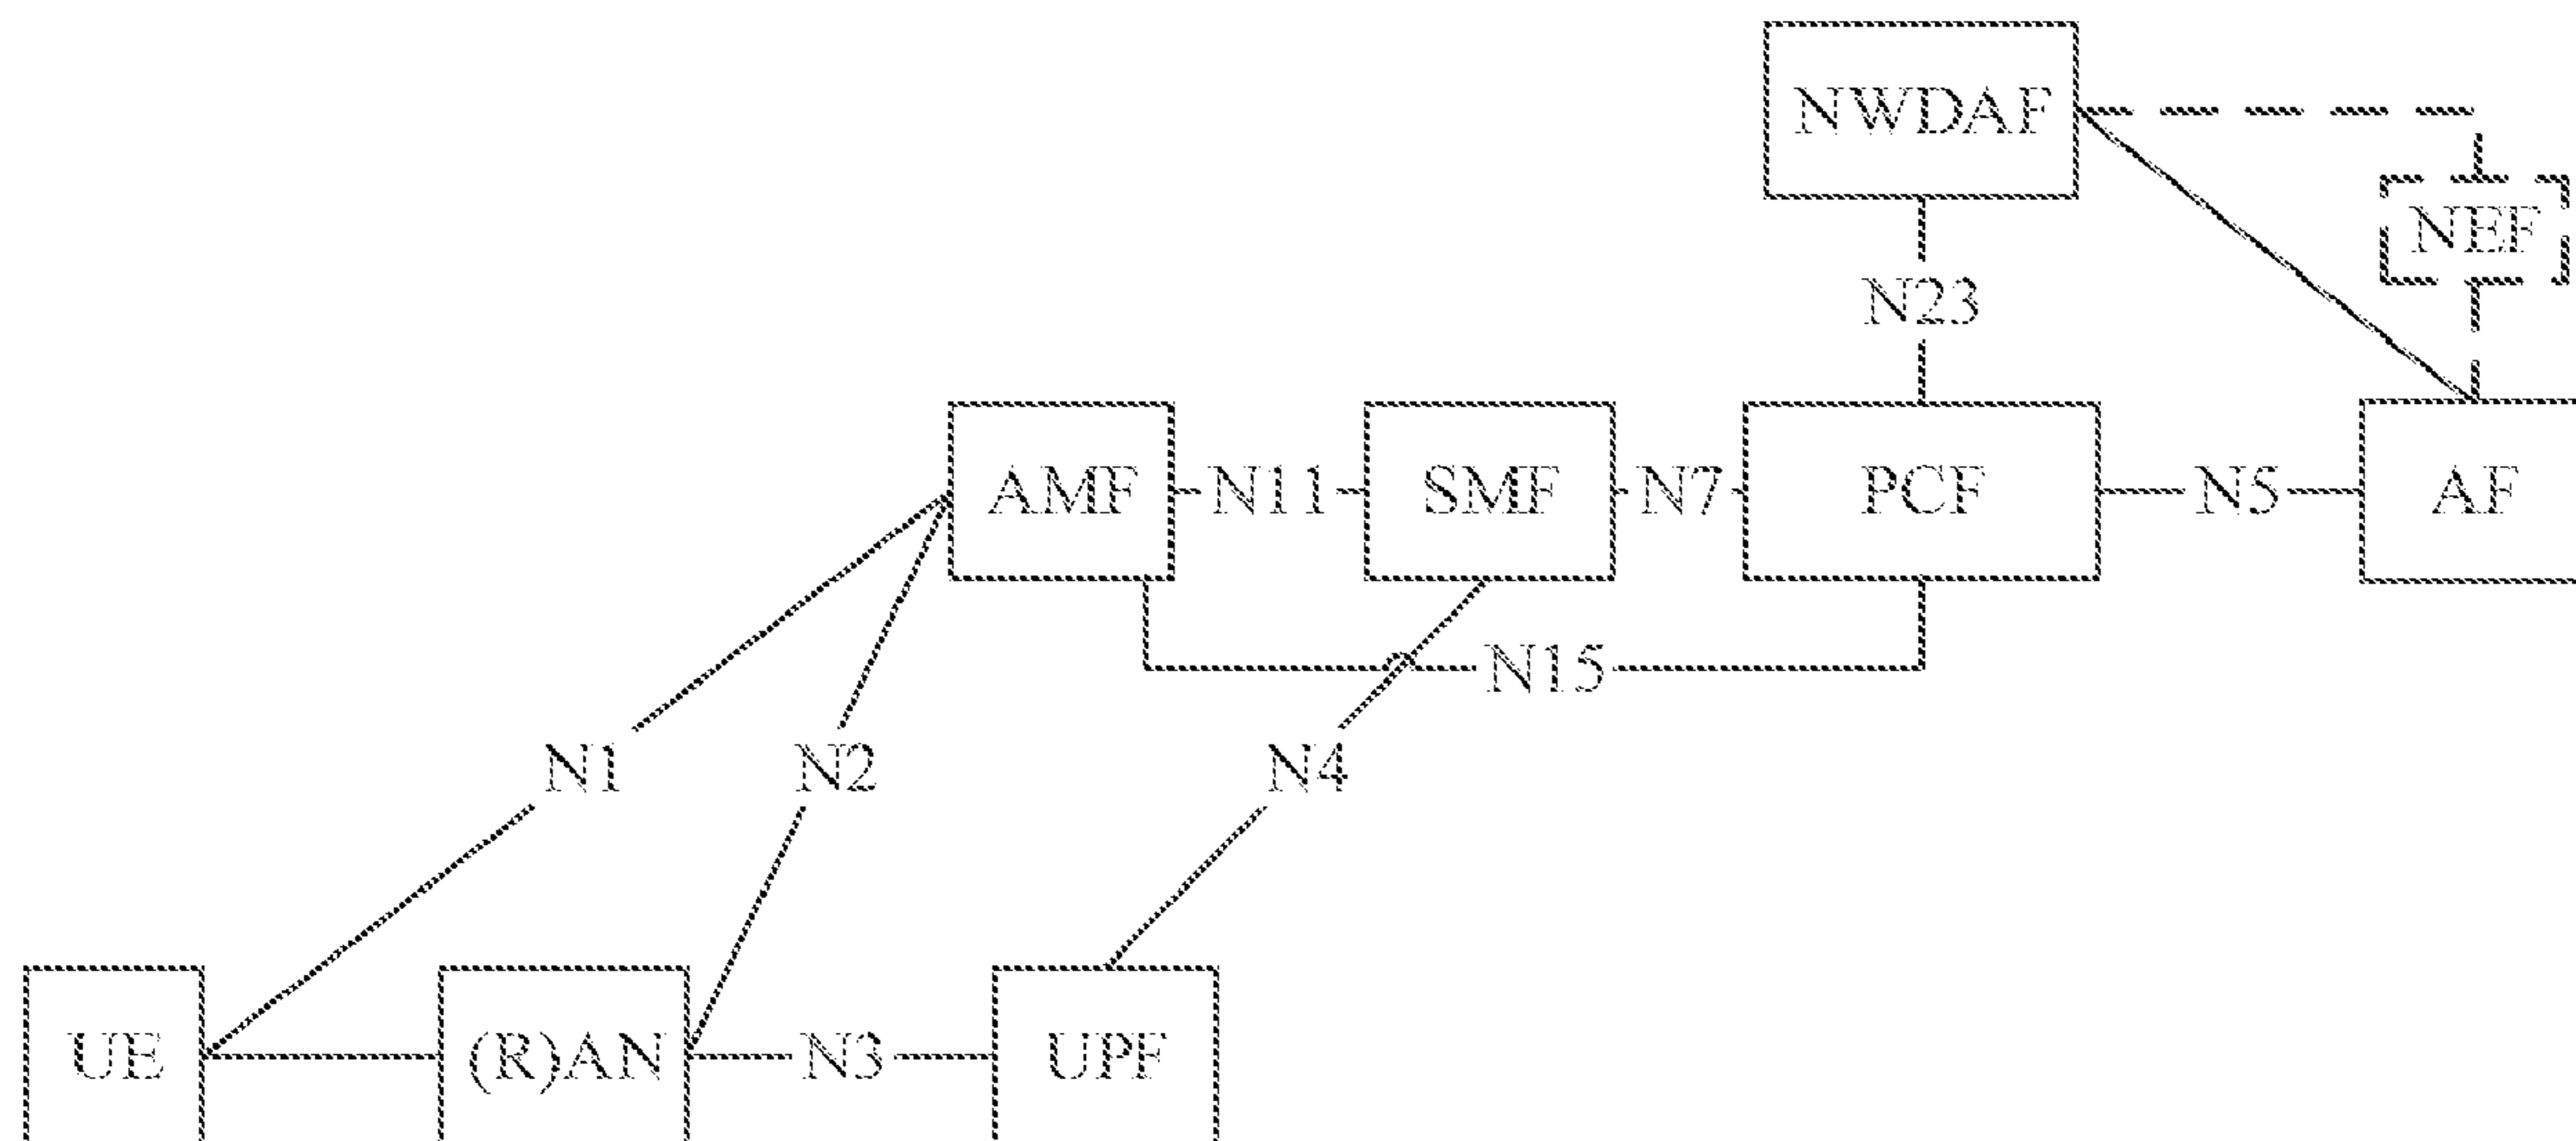 NWDAF
NEF
N23
AMF N11 SMF N7 PCF N5 AF
N15
N1 N2 N4
UE (R)AN N3 UPF